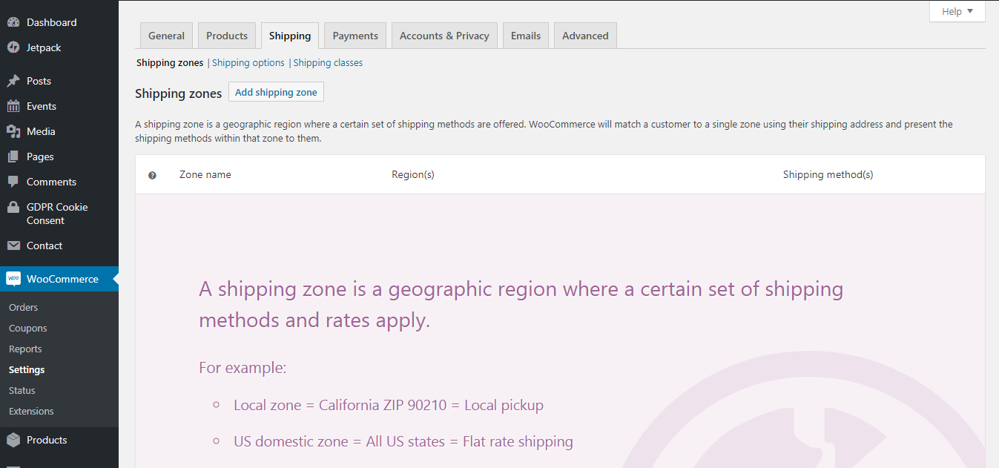 Dashboard
Jetpack
Posts
Events
Media
Pages
Comments
GDPR Cookie
Consent
Contact
WOO WooCommerce
Orders
Coupons
Reports
Settings
Status
Extensions
Products
Help ▼
General Products Shipping Payments Accounts & Privacy Emails Advanced
Shipping zones | Shipping options | Shipping classes
Shipping zones Add shipping zone
A shipping zone is a geographic region where a certain set of shipping methods are offered. WooCommerce will match a customer to a single zone using their shipping address and present the
shipping methods within that zone to them.
? Zone name Region(s) Shipping method(s)
A shipping zone is a geographic region where a certain set of shipping
methods and rates apply.
For example:
Local zone = California ZIP 90210 = Local pickup
US domestic zone = All US states = Flat rate shipping